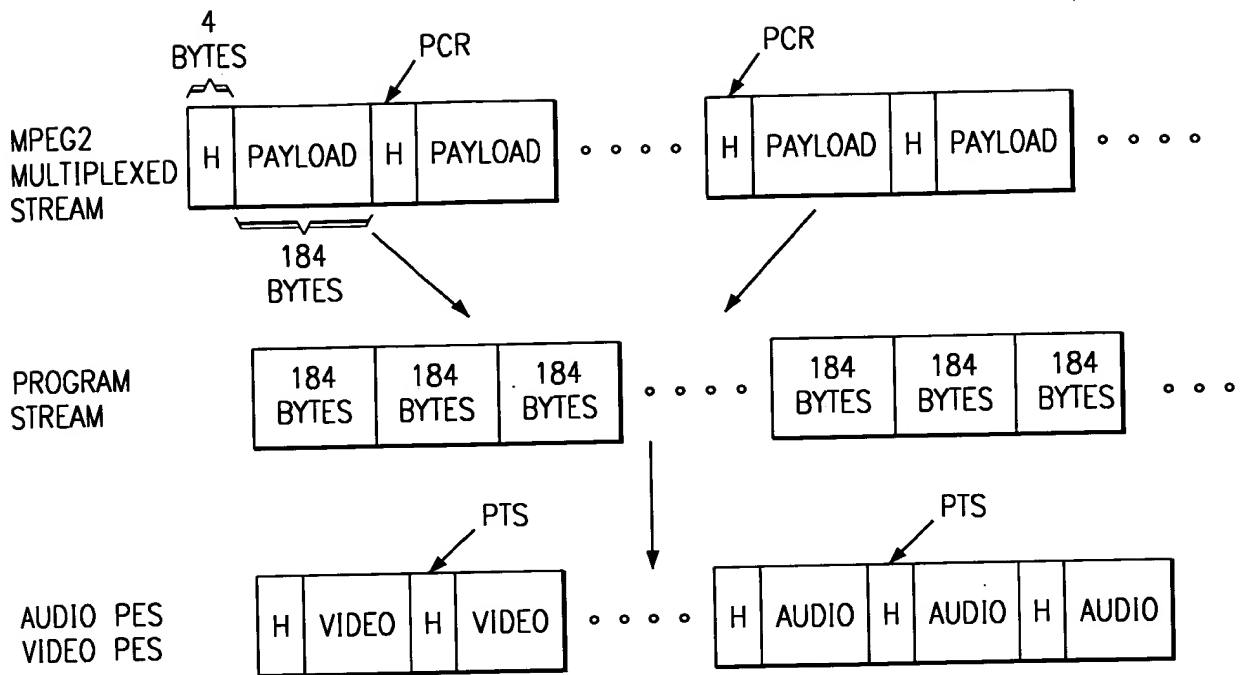 4
BYTES
PCR
PCR
MPEG2
MULTIPLEXED
STREAM
H PAYLOAD H PAYLOAD
H PAYLOAD H PAYLOAD
184
BYTES
PROGRAM
STREAM
184
BYTES
184
BYTES
184
BYTES
184
BYTES
184
BYTES
184
BYTES
PTS
PTS
AUDIO PES
VIDEO PES
H VIDEO H VIDEO
H AUDIO H AUDIO H AUDIO